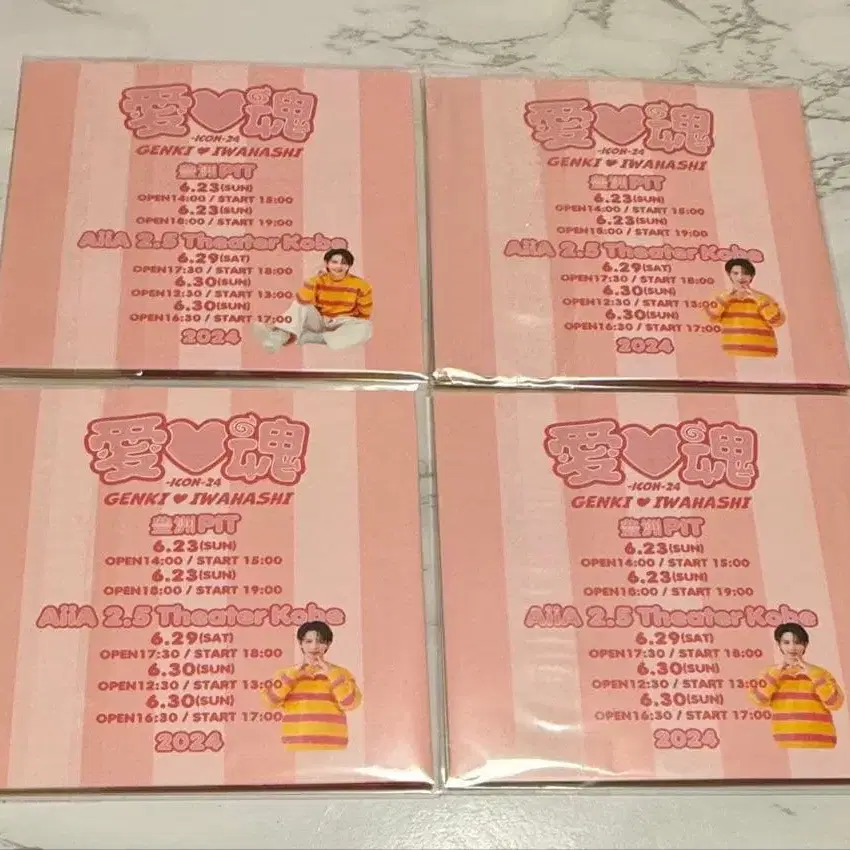 愛♥魂
-ICON-24
GENKI ♥ IWAHASHI
豊洲PIT
6.23(SUN)
OPEN14:00 / START 15:00
6.23(SUN)
OPEN18:00 / START 19:00
AiiA 2.5 Theater Kobe
6.29(SAT)
OPEN17:30 / START 18:00
6.30(SUN)
OPEN12:30 / START 13:00
6.30(SUN)
OPEN16:30 / START 17:00
2024
愛♥魂
-ICON-24
GENKI ♥ IWAHASHI
豊洲PIT
6.23(SUN)
OPEN14:00 / START 15:00
6.23(SUN)
OPEN18:00 / START 19:00
AiiA 2.5 Theater Kobe
6.29(SAT)
OPEN17:30 / START 18:00
6.30(SUN)
OPEN12:30 / START 13:00
6.30(SUN)
OPEN16:30 / START 17:00
2024
愛♥魂
-ICON-24
GENKI ♥ IWAHASHI
豊洲PIT
6.23(SUN)
OPEN14:00 / START 15:00
6.23(SUN)
OPEN18:00 / START 19:00
AiiA 2.5 Theater Kobe
6.29(SAT)
OPEN17:30 / START 18:00
6.30(SUN)
OPEN12:30 / START 13:00
6.30(SUN)
OPEN16:30 / START 17:00
2024
愛♥魂
-ICON-24
GENKI ♥ IWAHASHI
豊洲PIT
6.23(SUN)
OPEN14:00 / START 15:00
6.23(SUN)
OPEN18:00 / START 19:00
AiiA 2.5 Theater Kobe
6.29(SAT)
OPEN17:30 / START 18:00
6.30(SUN)
OPEN12:30 / START 13:00
6.30(SUN)
OPEN16:30 / START 17:00
2024